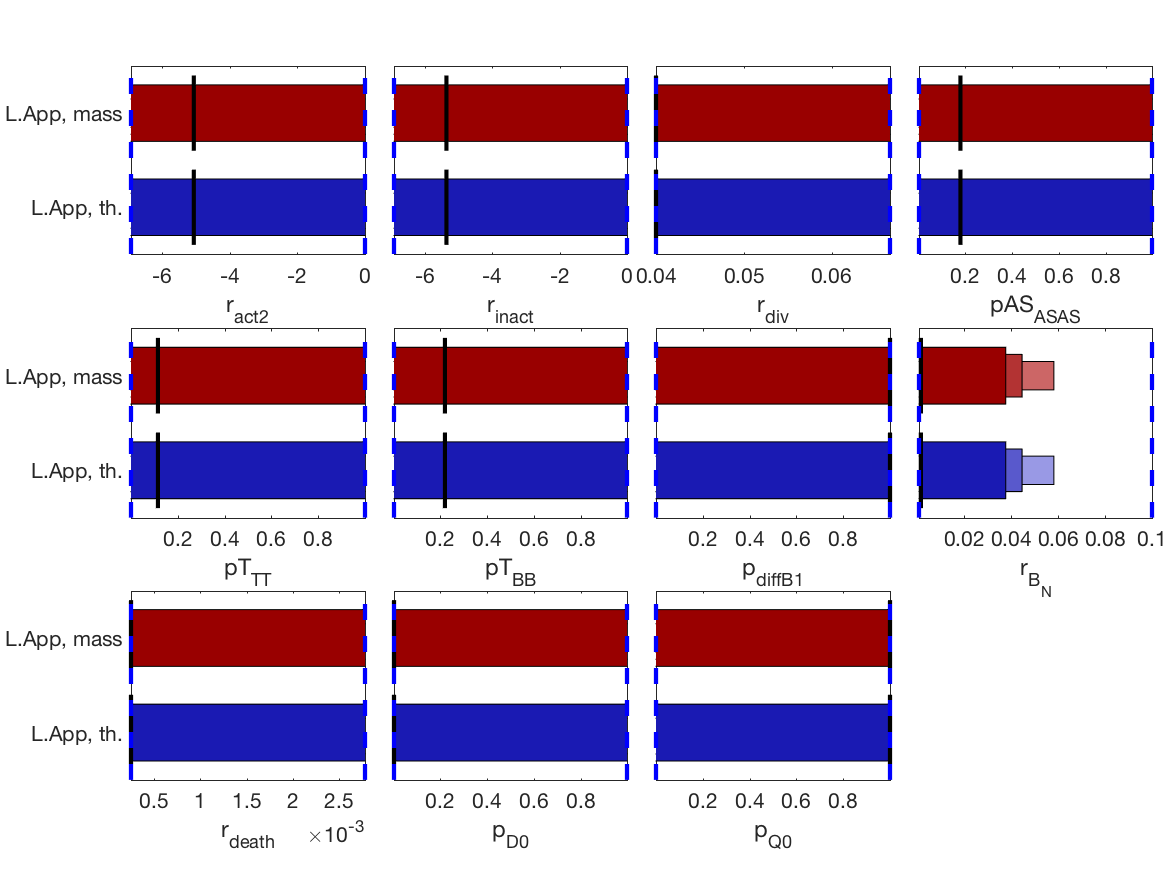 L.App, mass
L.App, th.
-6 -4 -2 0
r_act2
-6 -4 -2 0
r_inact
0.04 0.05 0.06
r_div
0.2 0.4 0.6 0.8
pAS_ASAS
L.App, mass
L.App, th.
0.2 0.4 0.6 0.8
pT_TT
0.2 0.4 0.6 0.8
pT_BB
0.2 0.4 0.6 0.8
p_diffB1
0.02 0.04 0.06 0.08 0.1
r_B_N
L.App, mass
L.App, th.
0.5 1 1.5 2 2.5
r_death ×10^-3
0.2 0.4 0.6 0.8
p_D0
0.2 0.4 0.6 0.8
p_Q0